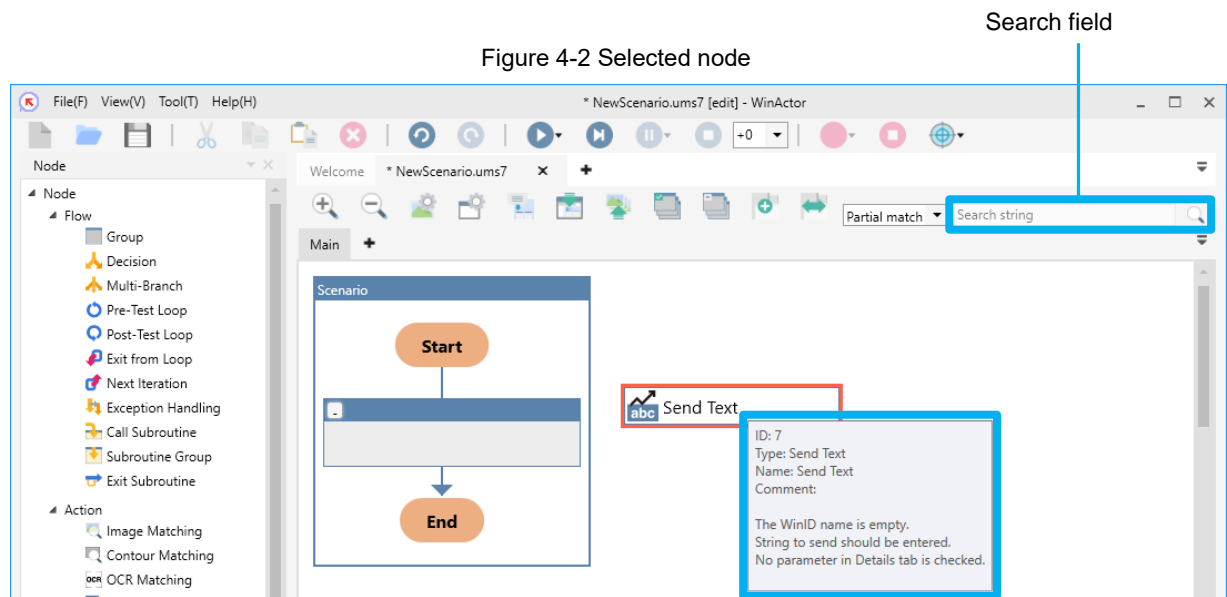 Search field
Figure 4-2 Selected node
File(F) View(V) Tool(T) Help(H)
* NewScenario.ums7 [edit] - WinActor
+0
Node
Welcome
* NewScenario.ums7
Node
Flow
Group
Decision
Multi-Branch
Pre-Test Loop
Post-Test Loop
Exit from Loop
Next Iteration
Exception Handling
Call Subroutine
Subroutine Group
Exit Subroutine
Action
Image Matching
Contour Matching
OCR
OCR Matching
Partial match
Search string
Main
Scenario
Start
End
abc
Send Text
ID: 7
Type: Send Text
Name: Send Text
Comment:
The WinID name is empty.
String to send should be entered.
No parameter in Details tab is checked.